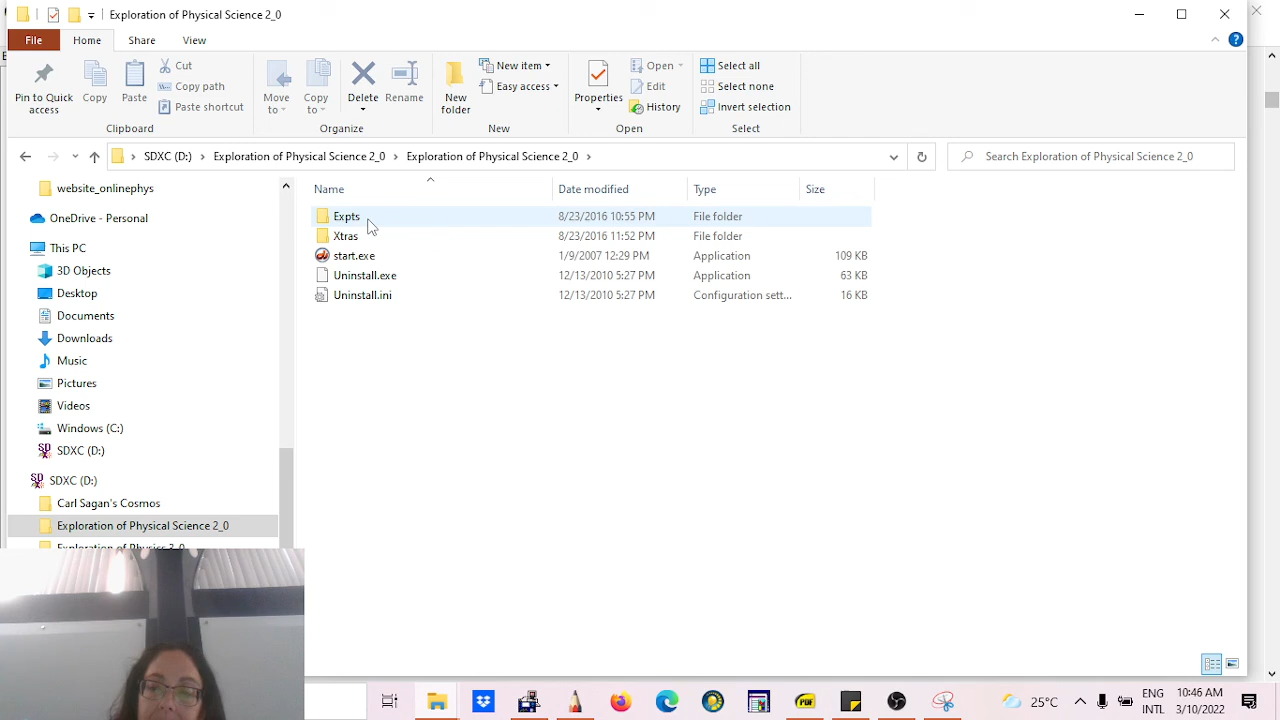 Exploration of Physical Science 2_0
File Home Share View
Pin to Quick access
Copy
Paste
Cut
Copy path
Paste shortcut
Clipboard
Move to
Copy to
Delete
Rename
Organize
New folder
New item
Easy access
New
Properties
Open
Edit
History
Open
Select all
Select none
Invert selection
Select
SDXC (D:) Exploration of Physical Science 2_0 Exploration of Physical Science 2_0
Search Exploration of Physical Science 2_0
website_onlinephys
OneDrive - Personal
This PC
3D Objects
Desktop
Documents
Downloads
Music
Pictures
Videos
Windows (C:)
SDXC (D:)
SDXC (D:)
Carl Sagan's Cosmos
Exploration of Physical Science 2_0
Exploration of Physics 3_0
Name Date modified Type Size
Expts 8/23/2016 10:55 PM File folder
Xtras 8/23/2016 11:52 PM File folder
start.exe 1/9/2007 12:29 PM Application 109 KB
Uninstall.exe 12/13/2010 5:27 PM Application 63 KB
Uninstall.ini 12/13/2010 5:27 PM Configuration sett... 16 KB
PDF
25°C
ENG
INTL
10:46 AM
3/10/2022